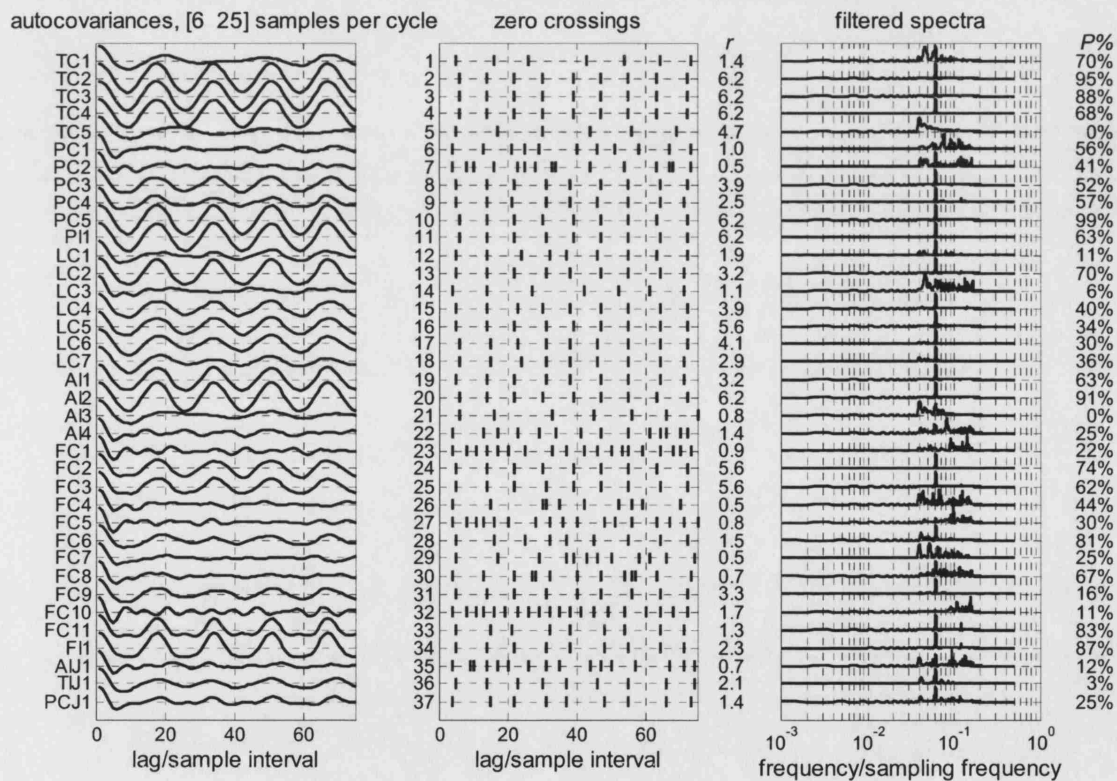 autocovariances, [6 25] samples per cycle zero crossings filtered spectra
r P%
TC1 1 1.4 70%
TC2 2 6.2 95%
TC3 3 6.2 88%
TC4 4 6.2 68%
TC5 5 4.7 0%
PC1 6 1.0 56%
PC2 7 0.5 41%
PC3 8 3.9 52%
PC4 9 2.5 57%
PC5 10 6.2 99%
PI1 11 6.2 63%
LC1 12 1.9 11%
LC2 13 3.2 70%
LC3 14 1.1 6%
LC4 15 3.9 40%
LC5 16 5.6 34%
LC6 17 4.1 30%
LC7 18 2.9 36%
AI1 19 3.2 63%
AI2 20 6.2 91%
AI3 21 0.8 0%
AI4 22 1.4 25%
FC1 23 0.9 22%
FC2 24 5.6 74%
FC3 25 5.6 62%
FC4 26 0.5 44%
FC5 27 0.8 30%
FC6 28 1.5 81%
FC7 29 0.5 25%
FC8 30 0.7 67%
FC9 31 3.3 16%
FC10 32 1.7 11%
FC11 33 1.3 83%
FI1 34 2.3 87%
AIJ1 35 0.7 12%
TIJ1 36 2.1 3%
PCJ1 37 1.4 25%
0 20 40 60 0 20 40 60 10-3 10-2 10-1 100
lag/sample interval lag/sample interval frequency/sampling frequency